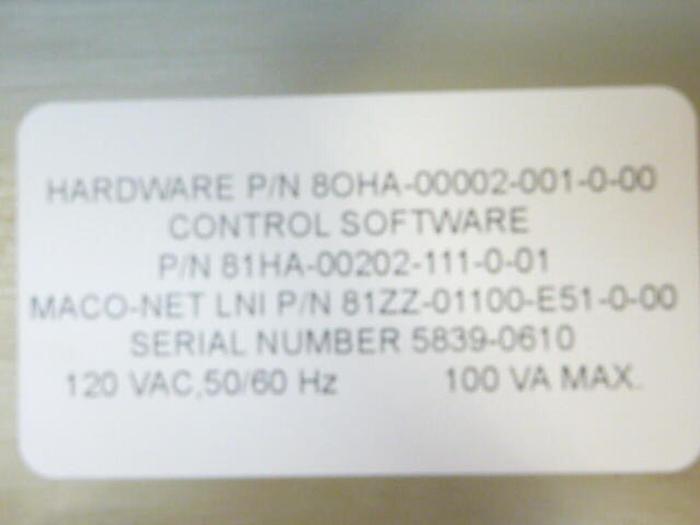 HARDWARE P/N 8OHA-00002-001-0-00
CONTROL SOFTWARE
P/N 81HA-00202-111-0-01
MACO-NET LNI P/N 81ZZ-01100-E51-0-00
SERIAL NUMBER 5839-0610
120 VAC,50/60 Hz 100 VA MAX.